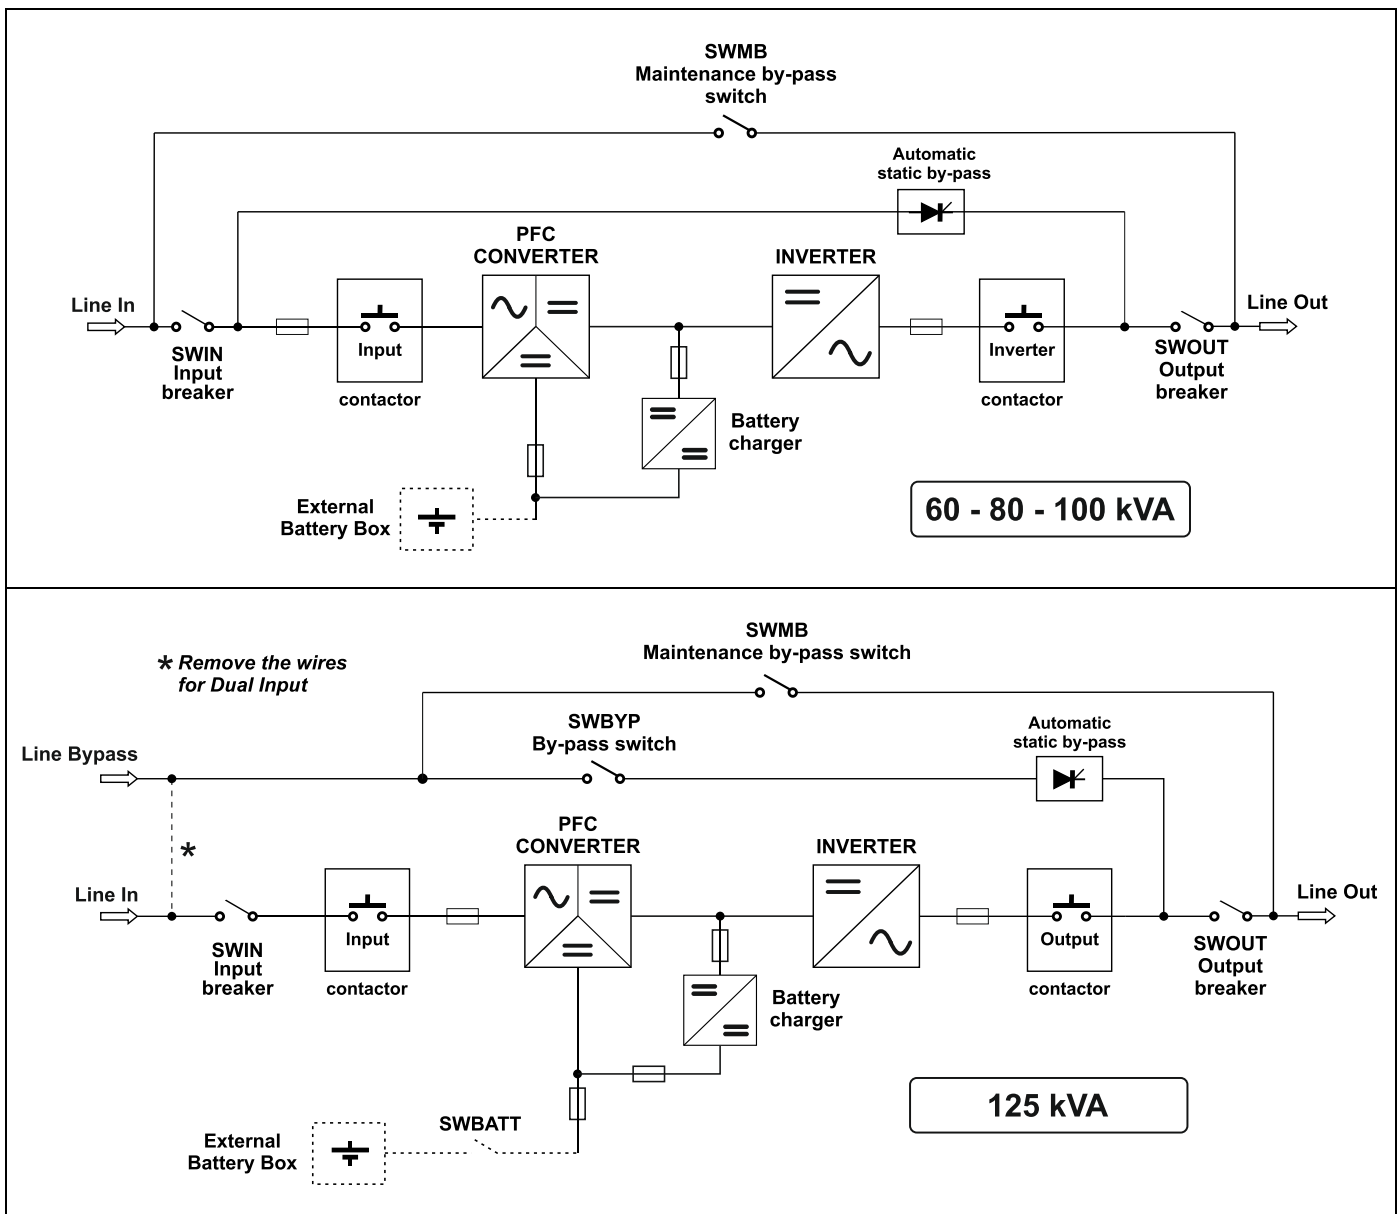 SWMB
Maintenance by-pass
switch
Automatic
static by-pass
PFC
CONVERTER
INVERTER
Line In
Line Out
SWIN
Input
breaker
Input
contactor
Inverter
contactor
SWOUT
Output
breaker
Battery
charger
External
Battery Box
60 - 80 - 100 kVA
SWMB
Maintenance by-pass switch
* Remove the wires
for Dual Input
SWBYP
By-pass switch
Automatic
static by-pass
Line Bypass
PFC
CONVERTER
INVERTER
*
Line In
Line Out
SWIN
Input
breaker
Input
contactor
Output
contactor
SWOUT
Output
breaker
Battery
charger
125 kVA
SWBATT
External
Battery Box